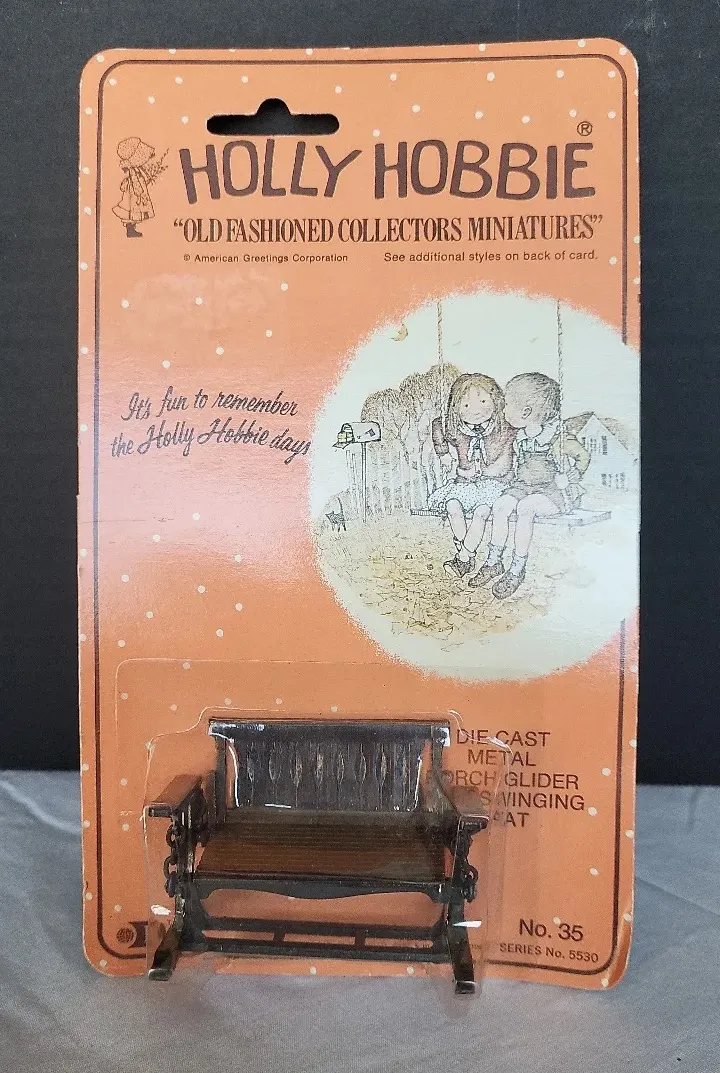 HOLLY HOBBIE ®
"OLD FASHIONED COLLECTORS MINIATURES"
© American Greetings Corporation See additional styles on back of card.
It's fun to remember
the Holly Hobbie days
DIE CAST
METAL
PORCH GLIDER
SWINGING
No. 35
SERIES No. 5530